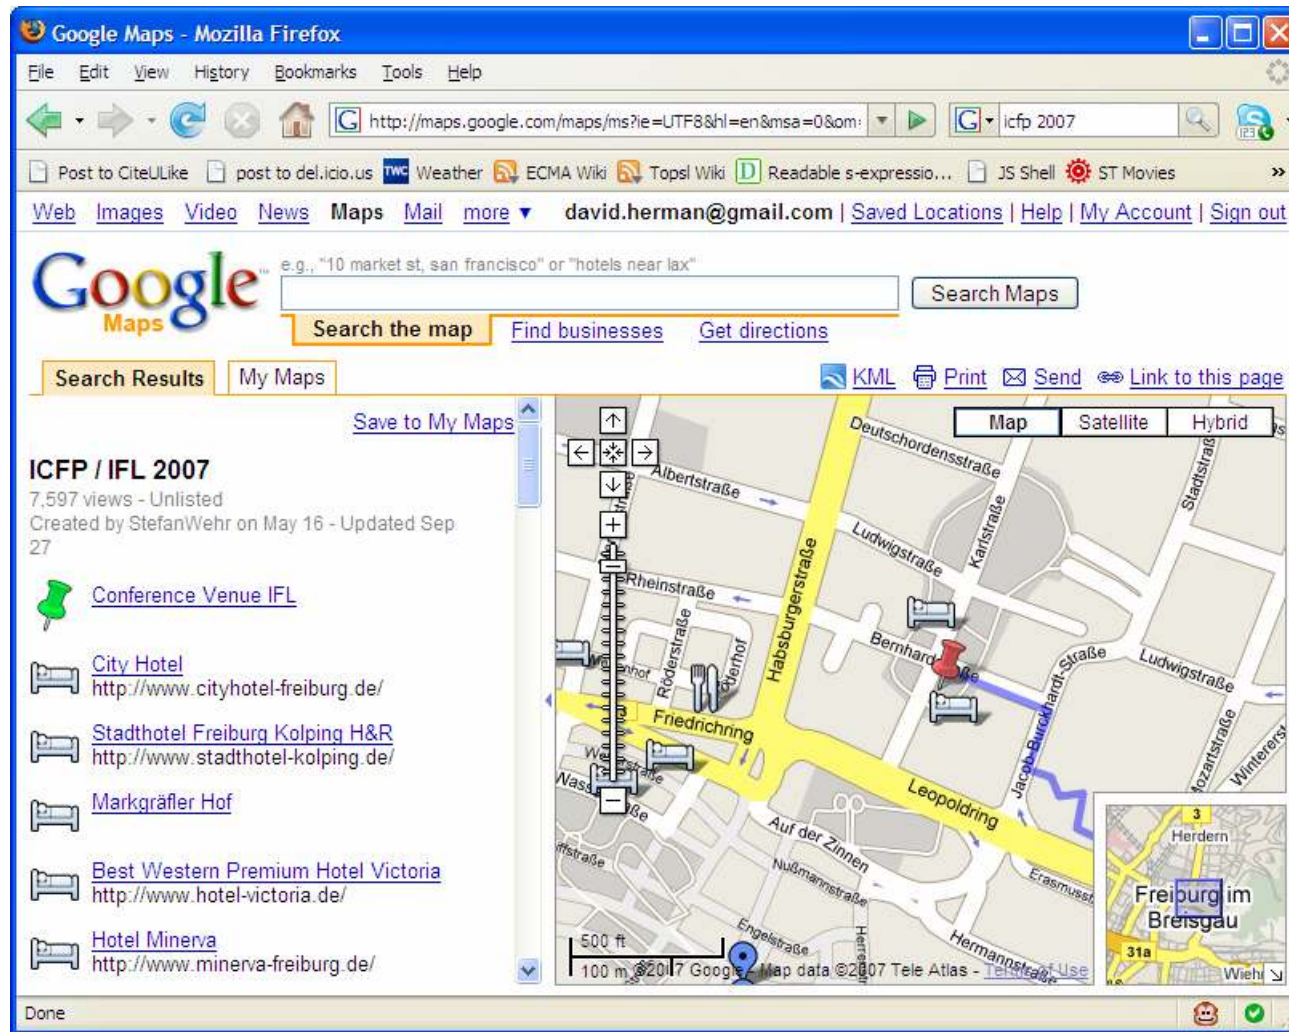 Google Maps - Mozilla Firefox
File Edit View History Bookmarks Tools Help
http://maps.google.com/maps/ms?ie=UTF8&hl=en&msa=0&om= icfp 2007
Post to CiteULike post to del.icio.us TWC Weather ECMA Wiki Topsl Wiki Readable s-expressio... JS Shell ST Movies »
Web Images Video News Maps Mail more ▼ david.herman@gmail.com | Saved Locations | Help | My Account | Sign out
Google™ Maps
e.g., "10 market st, san francisco" or "hotels near lax"
Search Maps
Search the map Find businesses Get directions
Search Results My Maps KML Print Send Link to this page
Save to My Maps
ICFP / IFL 2007
7,597 views - Unlisted
Created by StefanWehr on May 16 - Updated Sep
27
Conference Venue IFL
City Hotel
http://www.cityhotel-freiburg.de/
Stadthotel Freiburg Kolping H&R
http://www.stadthotel-kolping.de/
Markgräfler Hof
Best Western Premium Hotel Victoria
http://www.hotel-victoria.de/
Hotel Minerva
http://www.minerva-freiburg.de/
Map Satellite Hybrid
Deutschordensstraße
Albertstraße
Stadtstraß
Ludwigstraße
Karlstraße
Rheinstraße
Habsburgerstraße
Röderstraße
Bernhard
Jacob-Burckhardt-Straße
Ludwigstraße
Friedrichring
Mozartstraße
Winterers
Leopoldring
Auf der Zinnen
Nußmannstraße
Erasmusst
Engelstraße
Hermannstraße
3
Herdern
Freiburg im
Breisgau
31a
Wiehr
500 ft
100 m ©2007 Google - Map data ©2007 Tele Atlas - Terms of Use
Done